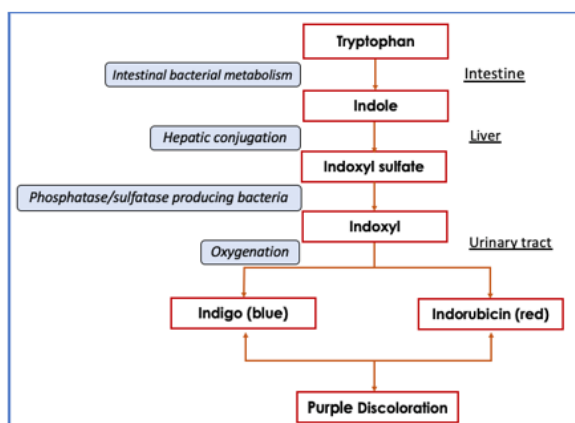 Tryptophan
Intestinal bacterial metabolism
Intestine
Indole
Hepatic conjugation
Liver
Indoxyl sulfate
Phosphatase/sulfatase producing bacteria
Indoxyl
Urinary tract
Oxygenation
Indigo (blue)
Indorubicin (red)
Purple Discoloration